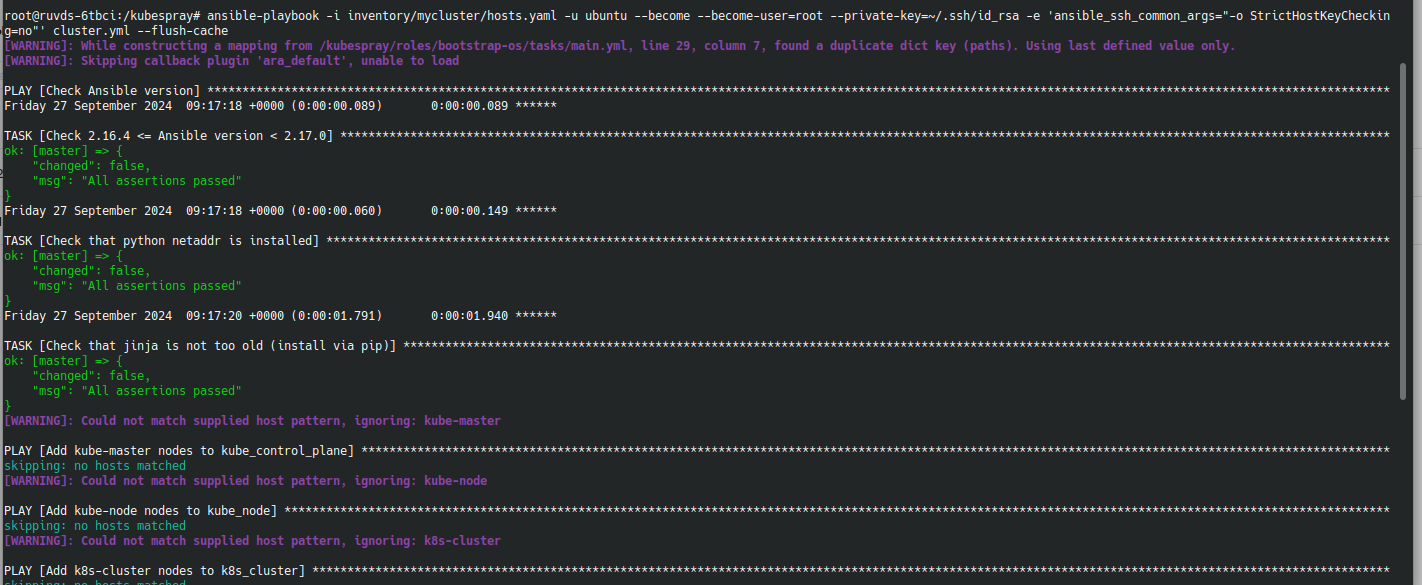 root@ruvds-6tbci:/kubespray# ansible-playbook -i inventory/mycluster/hosts.yaml -u ubuntu --become --become-user=root --private-key=~/.ssh/id_rsa -e 'ansible_ssh_common_args="-o StrictHostKeyCheckin
g=no"' cluster.yml --flush-cache
[WARNING]: While constructing a mapping from /kubespray/roles/bootstrap-os/tasks/main.yml, line 29, column 7, found a duplicate dict key (paths). Using last defined value only.
[WARNING]: Skipping callback plugin 'ara_default', unable to load
PLAY [Check Ansible version] *************************************************************************************************************************************************************************
Friday 27 September 2024  09:17:18 +0000 (0:00:00.089)       0:00:00.089 ******
TASK [Check 2.16.4 <= Ansible version < 2.17.0] ******************************************************************************************************************************************************
ok: [master] => {
    "changed": false,
    "msg": "All assertions passed"
}
Friday 27 September 2024  09:17:18 +0000 (0:00:00.060)       0:00:00.149 ******
TASK [Check that python netaddr is installed] ********************************************************************************************************************************************************
ok: [master] => {
    "changed": false,
    "msg": "All assertions passed"
}
Friday 27 September 2024  09:17:20 +0000 (0:00:01.791)       0:00:01.940 ******
TASK [Check that jinja is not too old (install via pip)] *********************************************************************************************************************************************
ok: [master] => {
    "changed": false,
    "msg": "All assertions passed"
}
[WARNING]: Could not match supplied host pattern, ignoring: kube-master
PLAY [Add kube-master nodes to kube_control_plane] ***************************************************************************************************************************************************
skipping: no hosts matched
[WARNING]: Could not match supplied host pattern, ignoring: kube-node
PLAY [Add kube-node nodes to kube_node] **************************************************************************************************************************************************************
skipping: no hosts matched
[WARNING]: Could not match supplied host pattern, ignoring: k8s-cluster
PLAY [Add k8s-cluster nodes to k8s_cluster] **********************************************************************************************************************************************************
skipping: no hosts matched